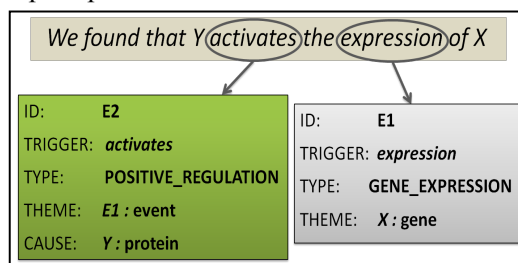 We found that Y activates the expression of X
ID: E2
TRIGGER: activates
TYPE: POSITIVE_REGULATION
THEME: E1 : event
CAUSE: Y : protein
ID: E1
TRIGGER: expression
TYPE: GENE_EXPRESSION
THEME: X : gene